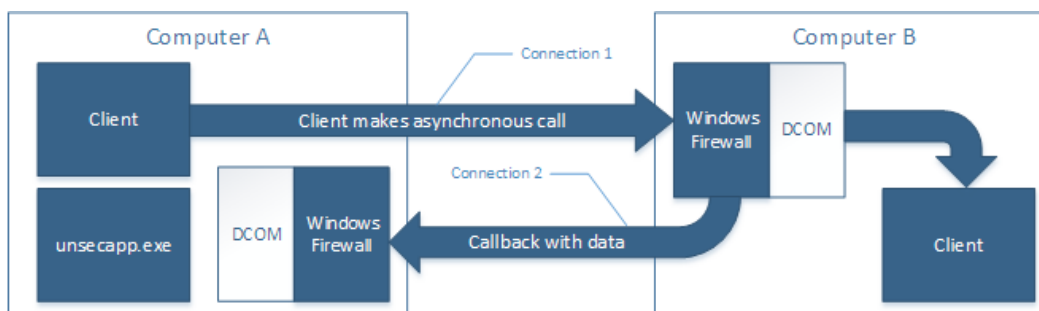 Computer A
Computer B
Connection 1
Client
Client makes asynchronous call
Windows
Firewall
DCOM
Connection 2
unsecapp.exe
DCOM
Windows
Firewall
Callback with data
Client